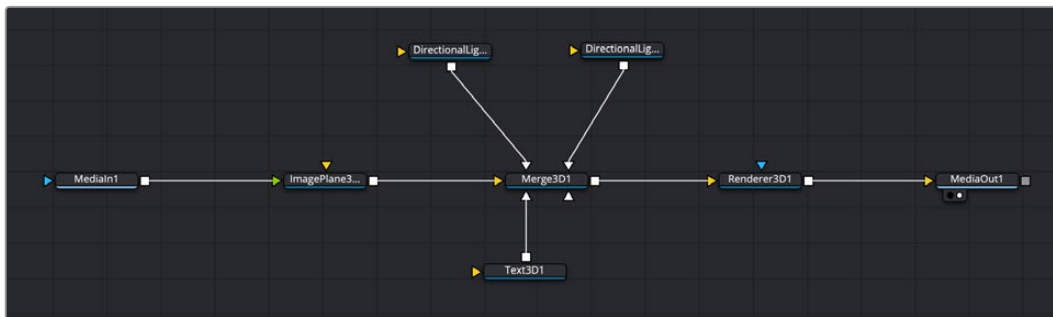 DirectionalLig...
DirectionalLig...
MediaIn1
ImagePlane3...
Merge3D1
Renderer3D1
MediaOut1
Text3D1